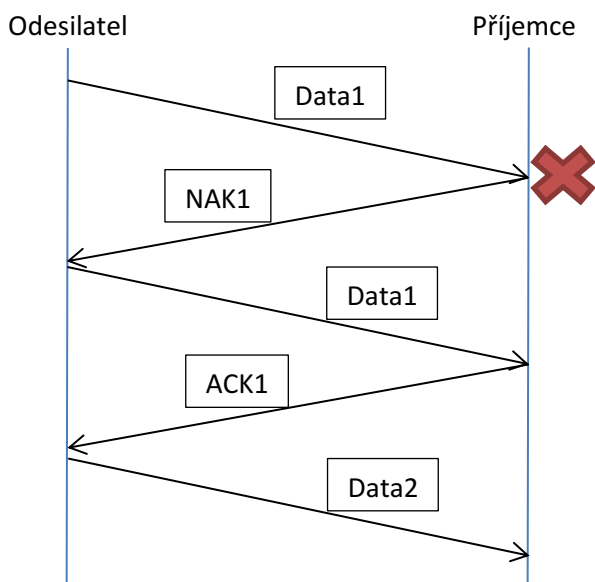 Odesilatel
Příjemce
Data1
NAK1
Data1
ACK1
Data2